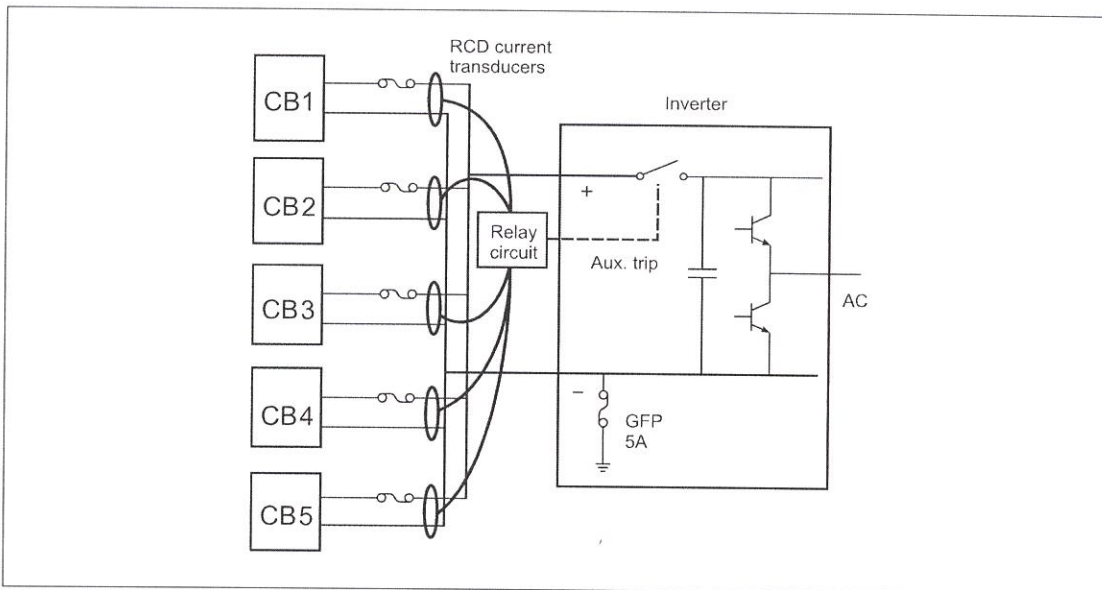 RCD current
transducers
CB1
CB2
CB3
CB4
CB5
Relay
circuit
Inverter
+
Aux. trip
AC
−
GFP
5A